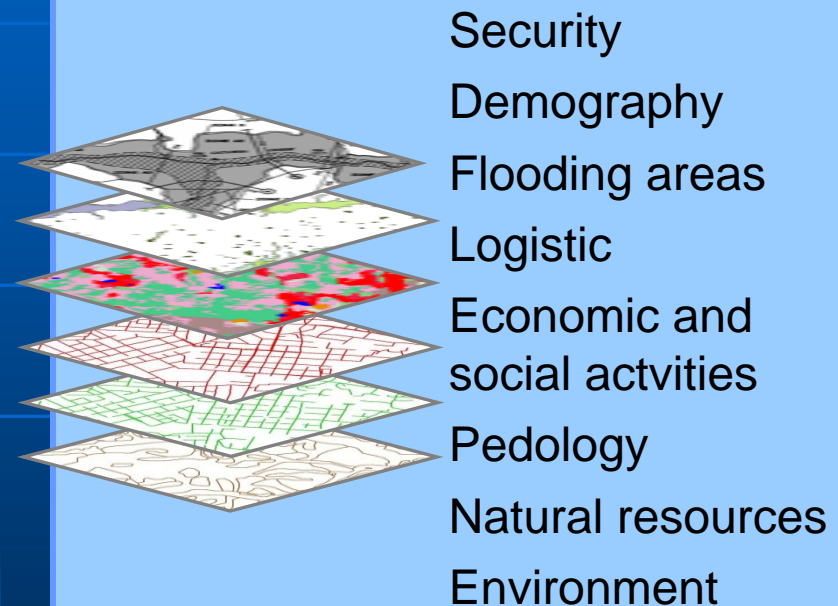 Security
Demography
Flooding areas
Logistic
Economic and
social actvities
Pedology
Natural resources
Environment